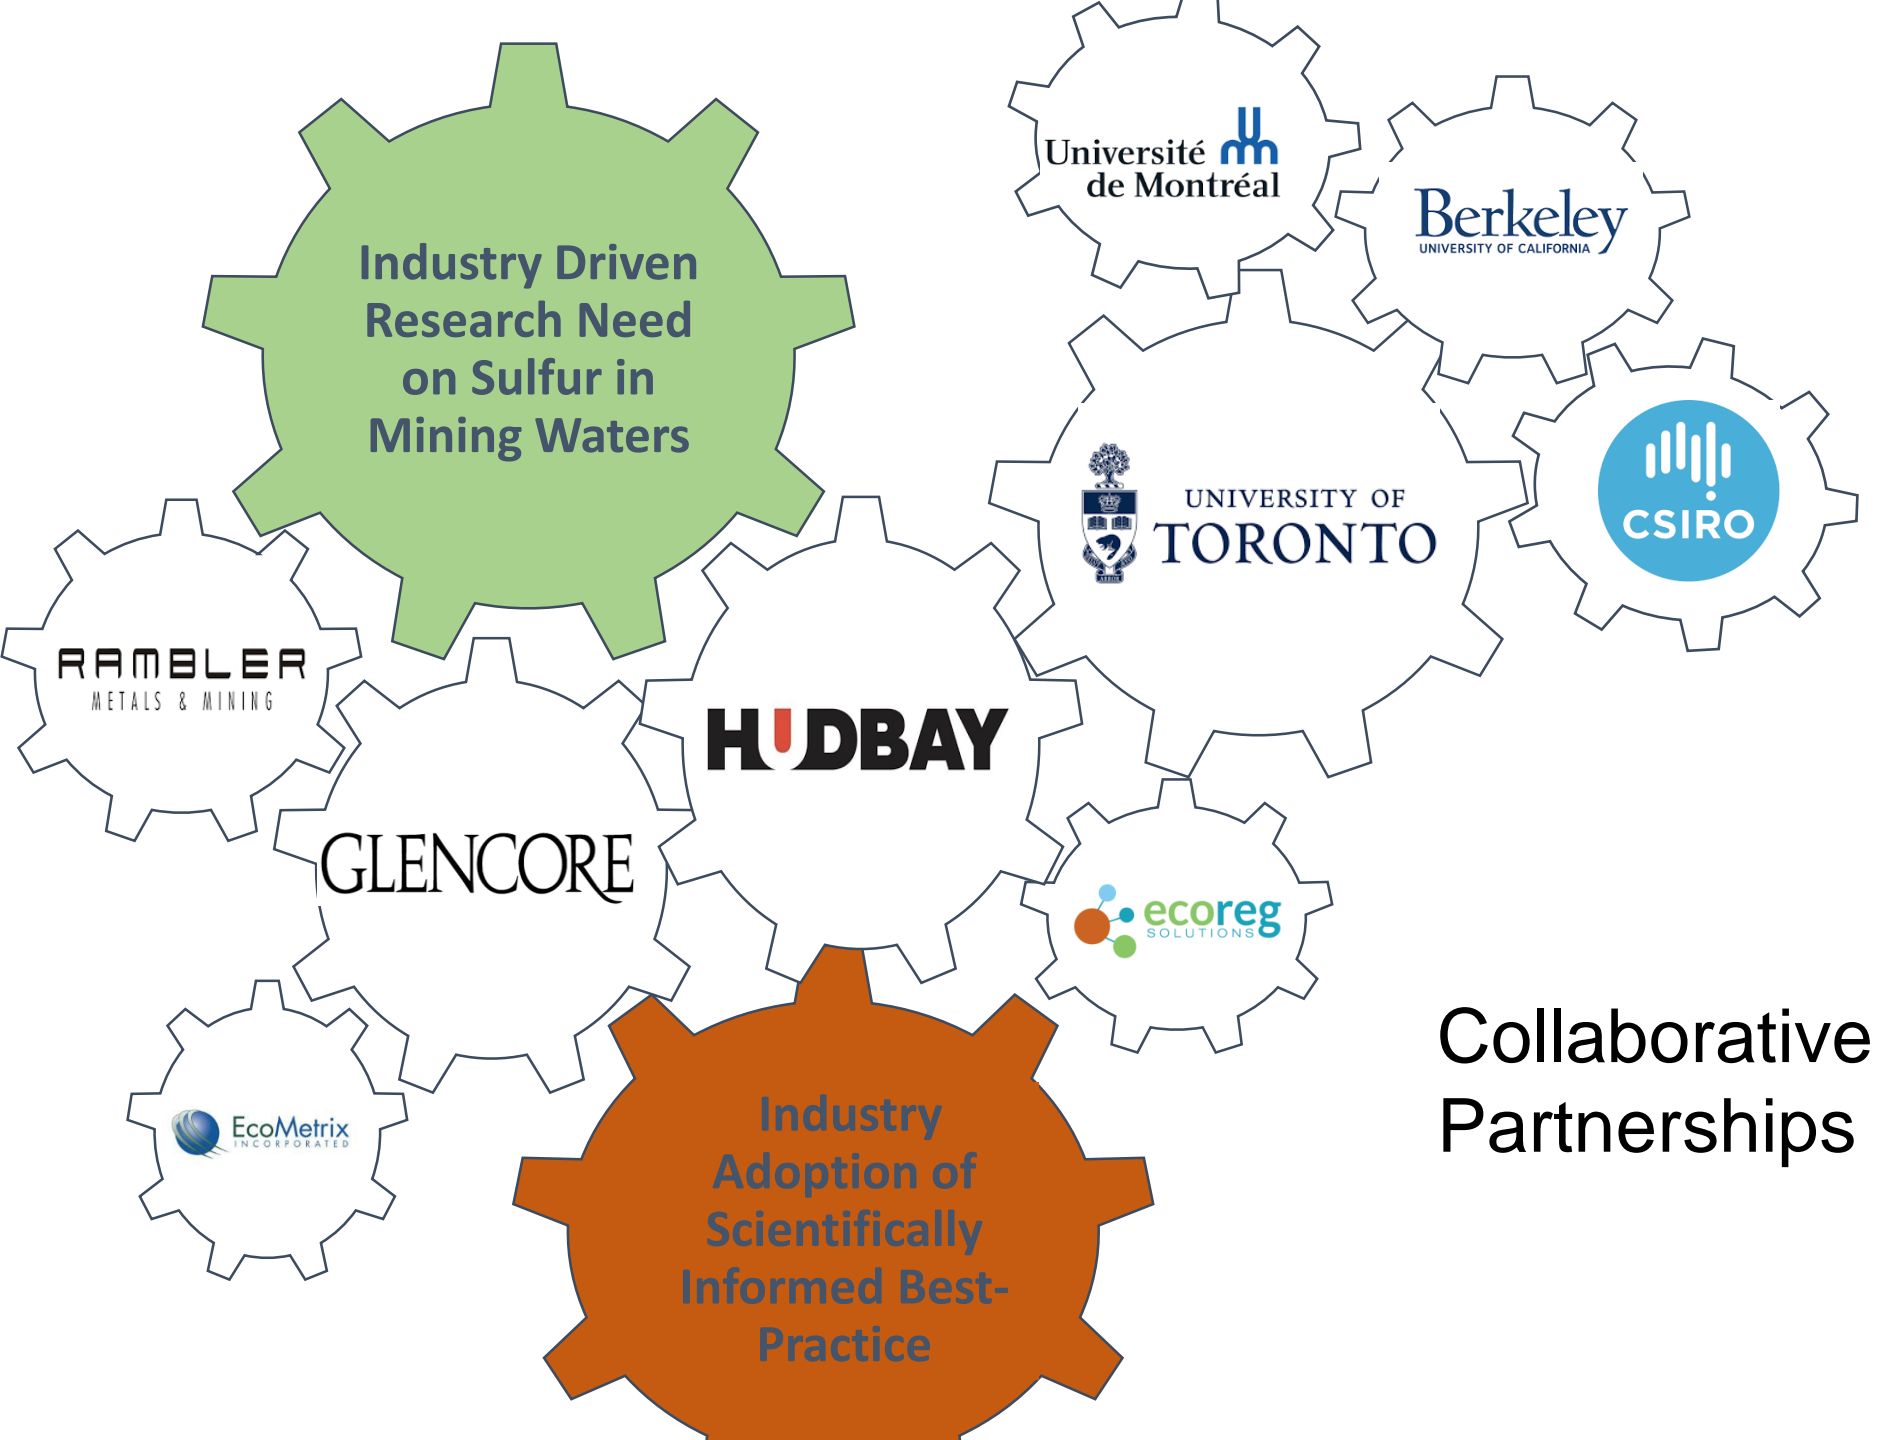 Université
de Montréal
Berkeley
UNIVERSITY OF CALIFORNIA
Industry Driven
Research Need
on Sulfur in
Mining Waters
UNIVERSITY OF
TORONTO
CSIRO
RAMBLER
METALS & MINING
HUDBAY
GLENCORE
ecoreg
SOLUTIONS
EcoMetrix
INCORPORATED
Collaborative
Partnerships
Industry
Adoption of
Scientifically
Informed Best-
Practice